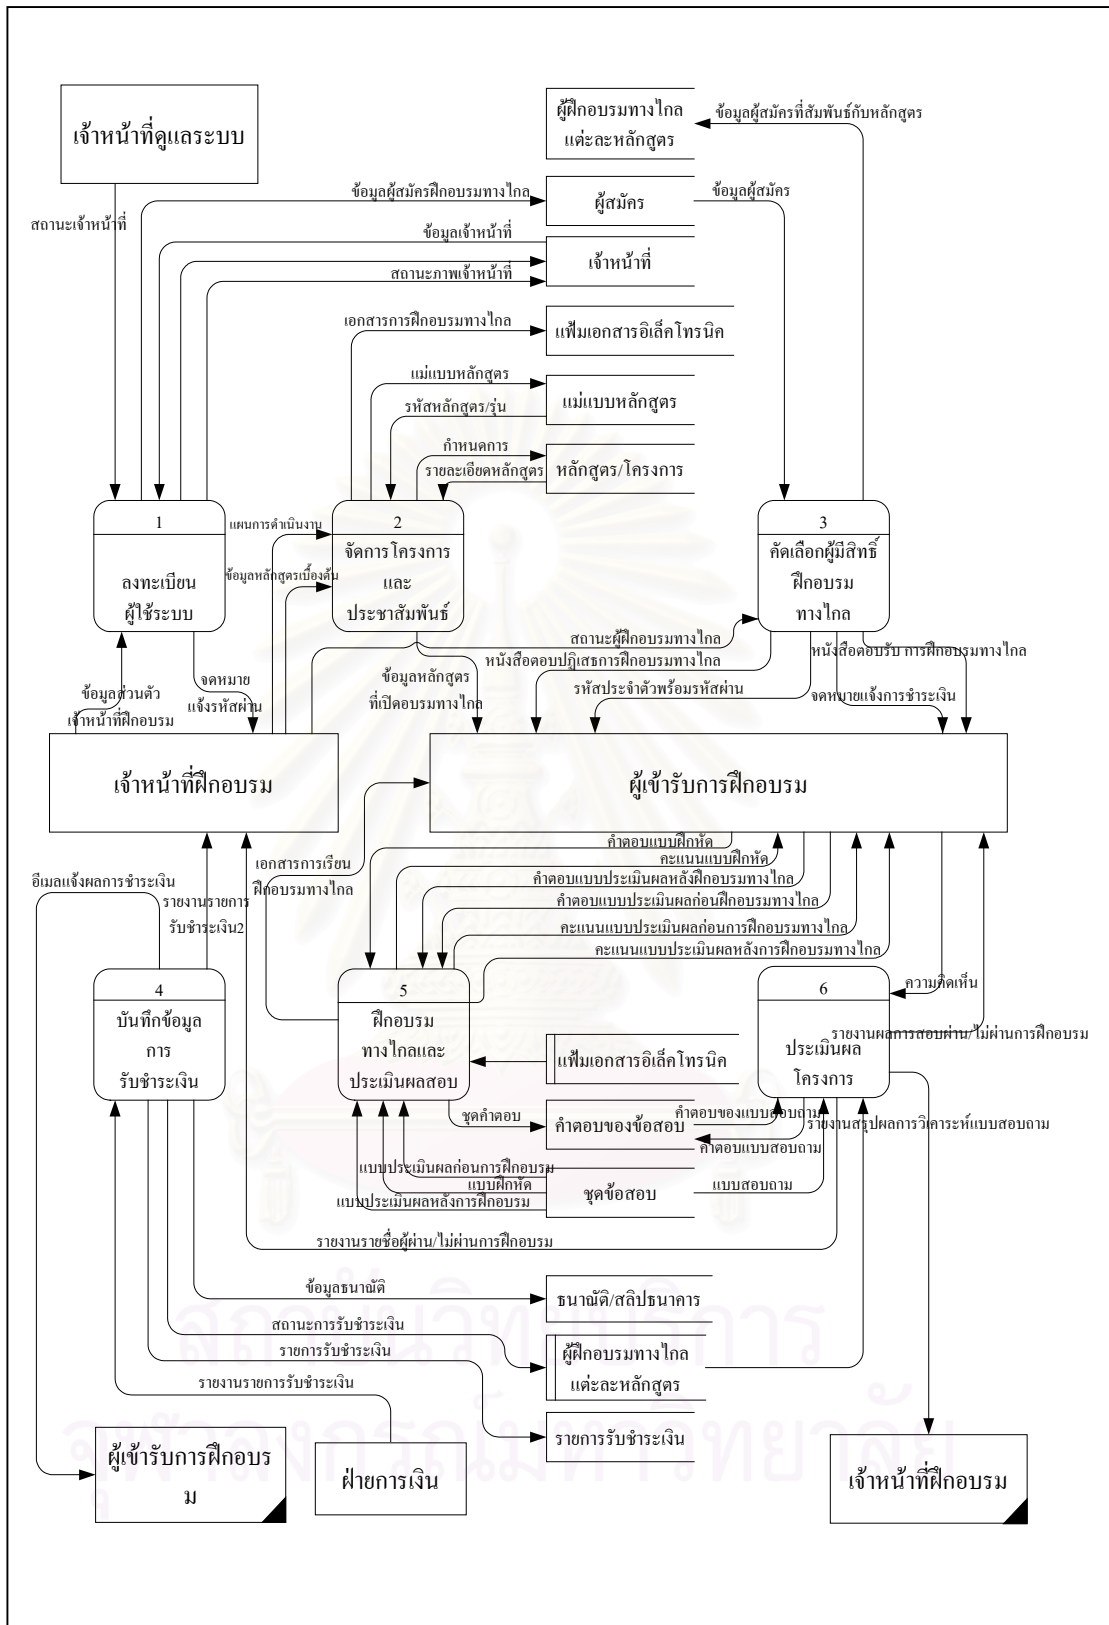 เจ้าหน้าที่ดูแลระบบ
ผู้ฝึกอบรมทางไกล
แต่ะละหลักสูตร
ข้อมูลผู้สมัครที่สัมพันธ์กับหลักสูตร
ข้อมูลผู้สมัครฝึกอบรมทางไกล
ผู้สมัคร
ข้อมูลผู้สมัคร
สถานะเจ้าหน้าที่
ข้อมูลเจ้าหน้าที่
เจ้าหน้าที่
สถานะภาพเจ้าหน้าที่
เอกสารการฝึกอบรมทางไกล
แฟ้มเอกสารอิเล็คโทรนิค
แม่แบบหลักสูตร
แม่แบบหลักสูตร
รหัสหลักสูตร/รุ่น
กำหนดการ
รายละเอียดหลักสูตร
หลักสูตร/โครงการ
1
ลงทะเบียน
ผู้ใช้ระบบ
แผนการดำเนินงาน
ข้อมูลหลักสูตรเบื้องต้น
2
จัดการโครงการ
และ
ประชาสัมพันธ์
3
คัดเลือกผู้มีสิทธิ์
ฝึกอบรม
ทางไกล
สถานะผู้ฝึกอบรมทางไกล
หนังสือตอบปฏิเสธการฝึกอบรมทางไกล
หนังสือตอบรับ การฝึกอบรมทางไกล
รหัสประจำตัวพร้อมรหัสผ่าน
จดหมายแจ้งการชำระเงิน
ข้อมูลส่วนตัว
เจ้าหน้าที่ฝึกอบรม
จดหมาย
แจ้งรหัสผ่าน
ข้อมูลหลักสูตร
ที่เปิดอบรมทางไกล
เจ้าหน้าที่ฝึกอบรม
ผู้เข้ารับการฝึกอบรม
คำตอบแบบฝึกหัด
คะแนนแบบฝึกหัด
คำตอบแบบประเมินผลหลังฝึกอบรมทางไกล
คำตอบแบบประเมินผลก่อนฝึกอบรมทางไกล
คะแนนแบบประเมินผลก่อนการฝึกอบรมทางไกล
คะแนนแบบประเมินผลหลังการฝึกอบรมทางไกล
เอกสารการเรียน
ฝึกอบรมทางไกล
อีเมลแจ้งผลการชำระเงิน
รายงานรายการ
รับชำระเงิน2
ความคิดเห็น
4
บันทึกข้อมูล
การ
รับชำระเงิน
5
ฝึกอบรม
ทางไกลและ
ประเมินผลสอบ
6
ประเมินผล
โครงการ
รายงานผลการสอบผ่าน/ไม่ผ่านการฝึกอบรม
แฟ้มเอกสารอิเล็คโทรนิค
ชุดคำตอบ
คำตอบของข้อสอบ
คำตอบของแบบสอบถาม
รายงานสรุปผลการวิเคาระห์แบบสอบถาม
คำตอบแบบสอบถาม
แบบประเมินผลก่อนการฝึกอบรม
แบบฝึกหัด
แบบประเมินผลหลังการฝึกอบรม
ชุดข้อสอบ
แบบสอบถาม
รายงานรายชื่อผู้ผ่าน/ไม่ผ่านการฝึกอบรม
ข้อมูลธนาณัติ
ธนาณัติ/สลิปธนาคาร
สถานะการรับชำระเงิน
ผู้ฝึกอบรมทางไกล
แต่ะละหลักสูตร
รายการรับชำระเงิน
รายงานรายการรับชำระเงิน
รายการรับชำระเงิน
ผู้เข้ารับการฝึกอบร
ม
ฝ่ายการเงิน
เจ้าหน้าที่ฝึกอบรม
สถาบันวิทยบริการ
จุฬาลงกรณ์มหาวิทยาลัย